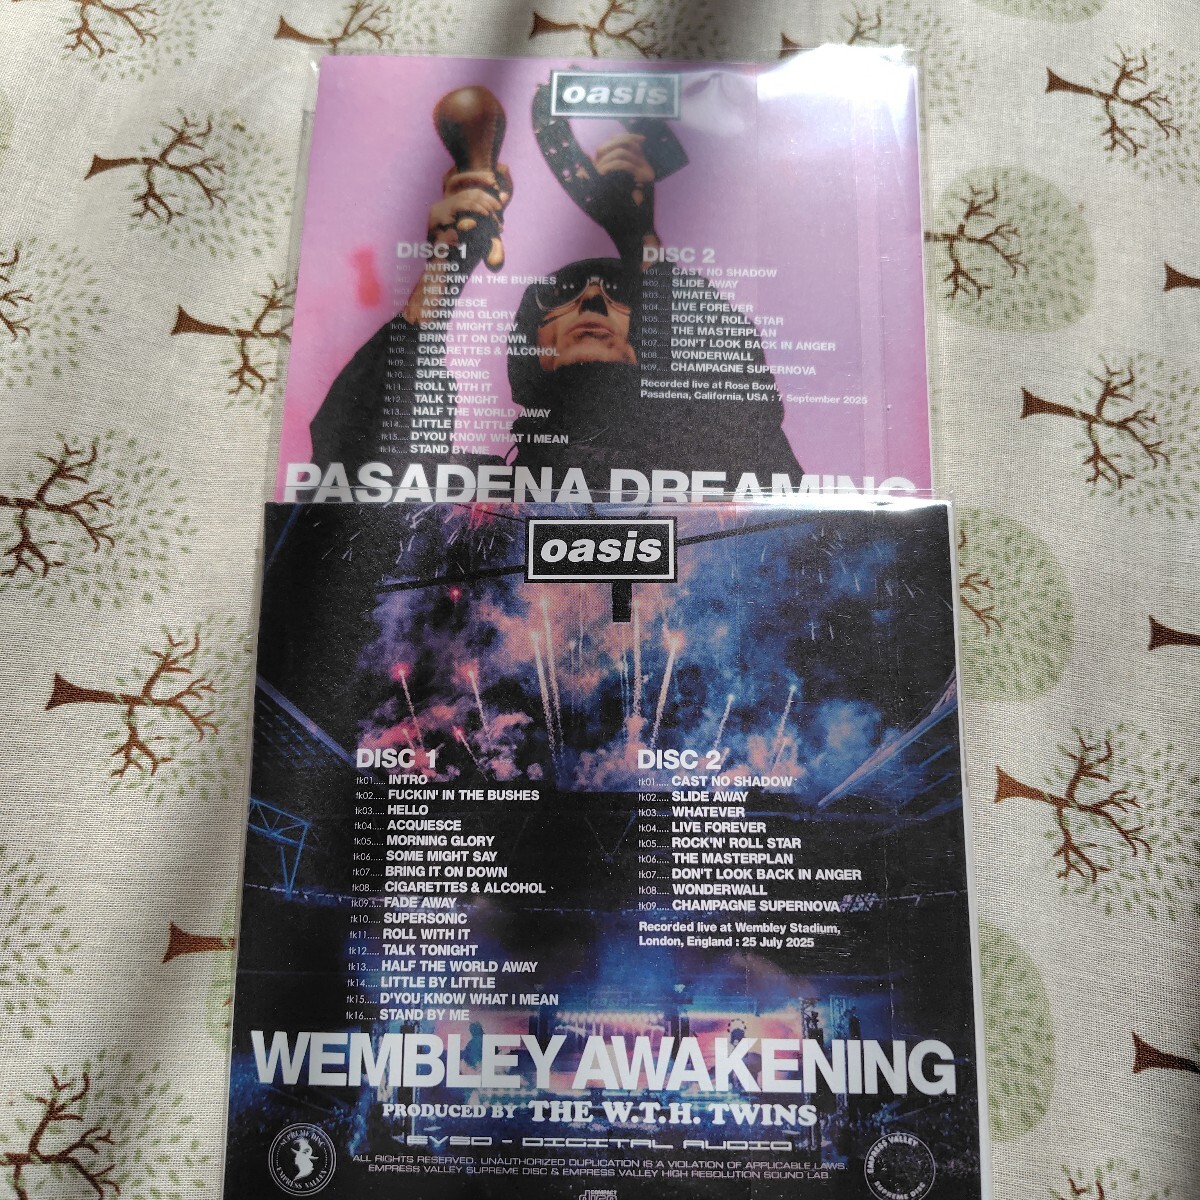 oasis
DISC 1
INTRO
FUCKIN' IN THE BUSHES
HELLO
ACQUIESCE
MORNING GLORY
tk06..... SOME MIGHT SAY
tk07..... BRING IT ON DOWN
tk08..... CIGARETTES & ALCOHOL
tk09..... FADE AWAY
tk10..... SUPERSONIC
tk11..... ROLL WITH IT
tk12..... TALK TONIGHT
tk13..... HALF THE WORLD AWAY
tk14..... LITTLE BY LITTLE
tk15..... D'YOU KNOW WHAT I MEAN
tk16..... STAND BY ME
DISC 2
tk01..... CAST NO SHADOW
tk02..... SLIDE AWAY
tk03..... WHATEVER
tk04..... LIVE FOREVER
tk05..... ROCK'N' ROLL STAR
tk06..... THE MASTERPLAN
tk07..... DON'T LOOK BACK IN ANGER
tk08..... WONDERWALL
tk09..... CHAMPAGNE SUPERNOVA
Recorded live at Rose Bowl,
Pasadena, California, USA : 7 September 2025
PASADENA DREAMING
oasis
DISC 1
tk01..... INTRO
tk02..... FUCKIN' IN THE BUSHES
tk03..... HELLO
tk04..... ACQUIESCE
tk05..... MORNING GLORY
tk06..... SOME MIGHT SAY
tk07..... BRING IT ON DOWN
tk08..... CIGARETTES & ALCOHOL
tk09..... FADE AWAY
tk10..... SUPERSONIC
tk11..... ROLL WITH IT
tk12..... TALK TONIGHT
tk13..... HALF THE WORLD AWAY
tk14..... LITTLE BY LITTLE
tk15..... D'YOU KNOW WHAT I MEAN
tk16..... STAND BY ME
DISC 2
tk01..... CAST NO SHADOW
tk02..... SLIDE AWAY
tk03..... WHATEVER
tk04..... LIVE FOREVER
tk05..... ROCK'N' ROLL STAR
tk06..... THE MASTERPLAN
tk07..... DON'T LOOK BACK IN ANGER
tk08..... WONDERWALL
tk09..... CHAMPAGNE SUPERNOVA
Recorded live at Wembley Stadium,
London, England : 25 July 2025
WEMBLEY AWAKENING
PRODUCED BY THE W.T.H. TWINS
EVSD - DIGITAL AUDIO
ALL RIGHTS RESERVED. UNAUTHORIZED DUPLICATION IS A VIOLATION OF APPLICABLE LAWS.
EMPRESS VALLEY SUPREME DISC & EMPRESS VALLEY HIGH RESOLUTION SOUND LAB.
SUPREME DISC
EMPRESS VALLEY
EMPRESS VALLEY
SUPREME DISC
COMPACT
disc